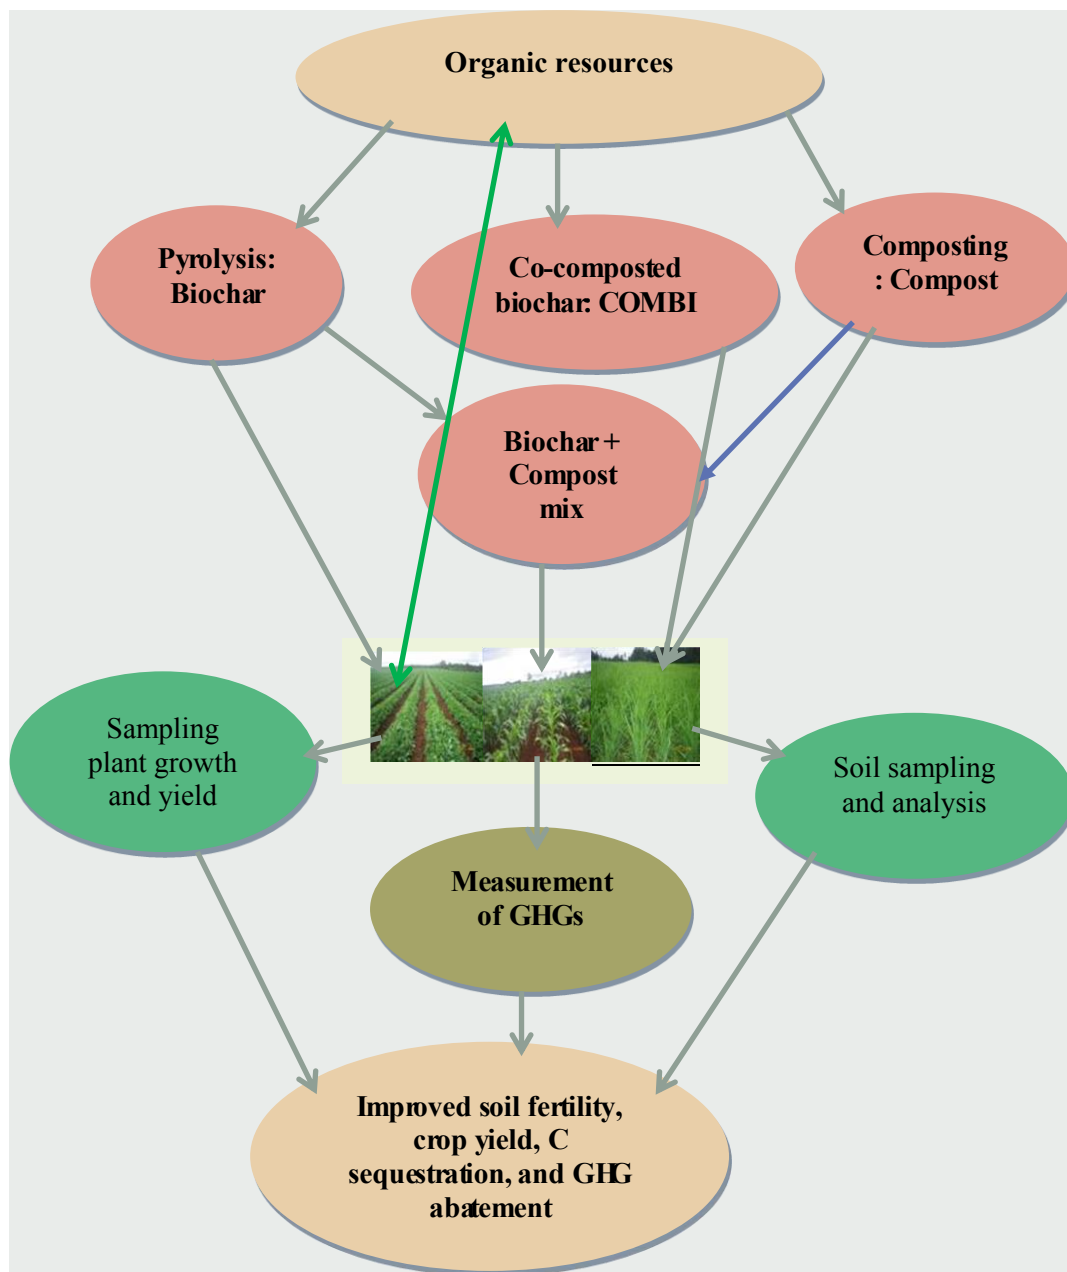 Organic resources
Pyrolysis:
Biochar
Co-composted
biochar: COMBI
Composting
: Compost
Biochar +
Compost
mix
Sampling
plant growth
and yield
Soil sampling
and analysis
Measurement
of GHGs
Improved soil fertility,
crop yield, C
sequestration, and GHG
abatement